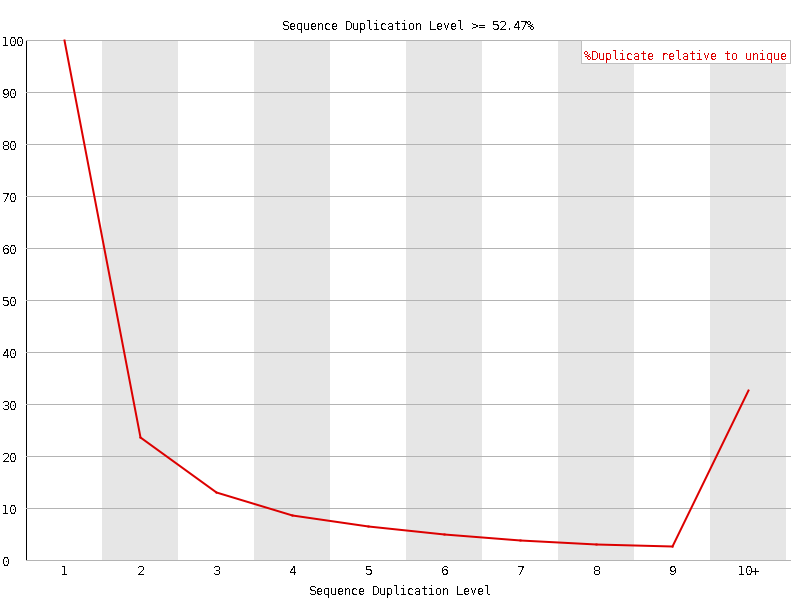 Sequence Duplication Level >= 52.47%
%Duplicate relative to unique
100
90
80
70
60
50
40
30
20
10
0
1 2 3 4 5 6 7 8 9 10+
Sequence Duplication Level